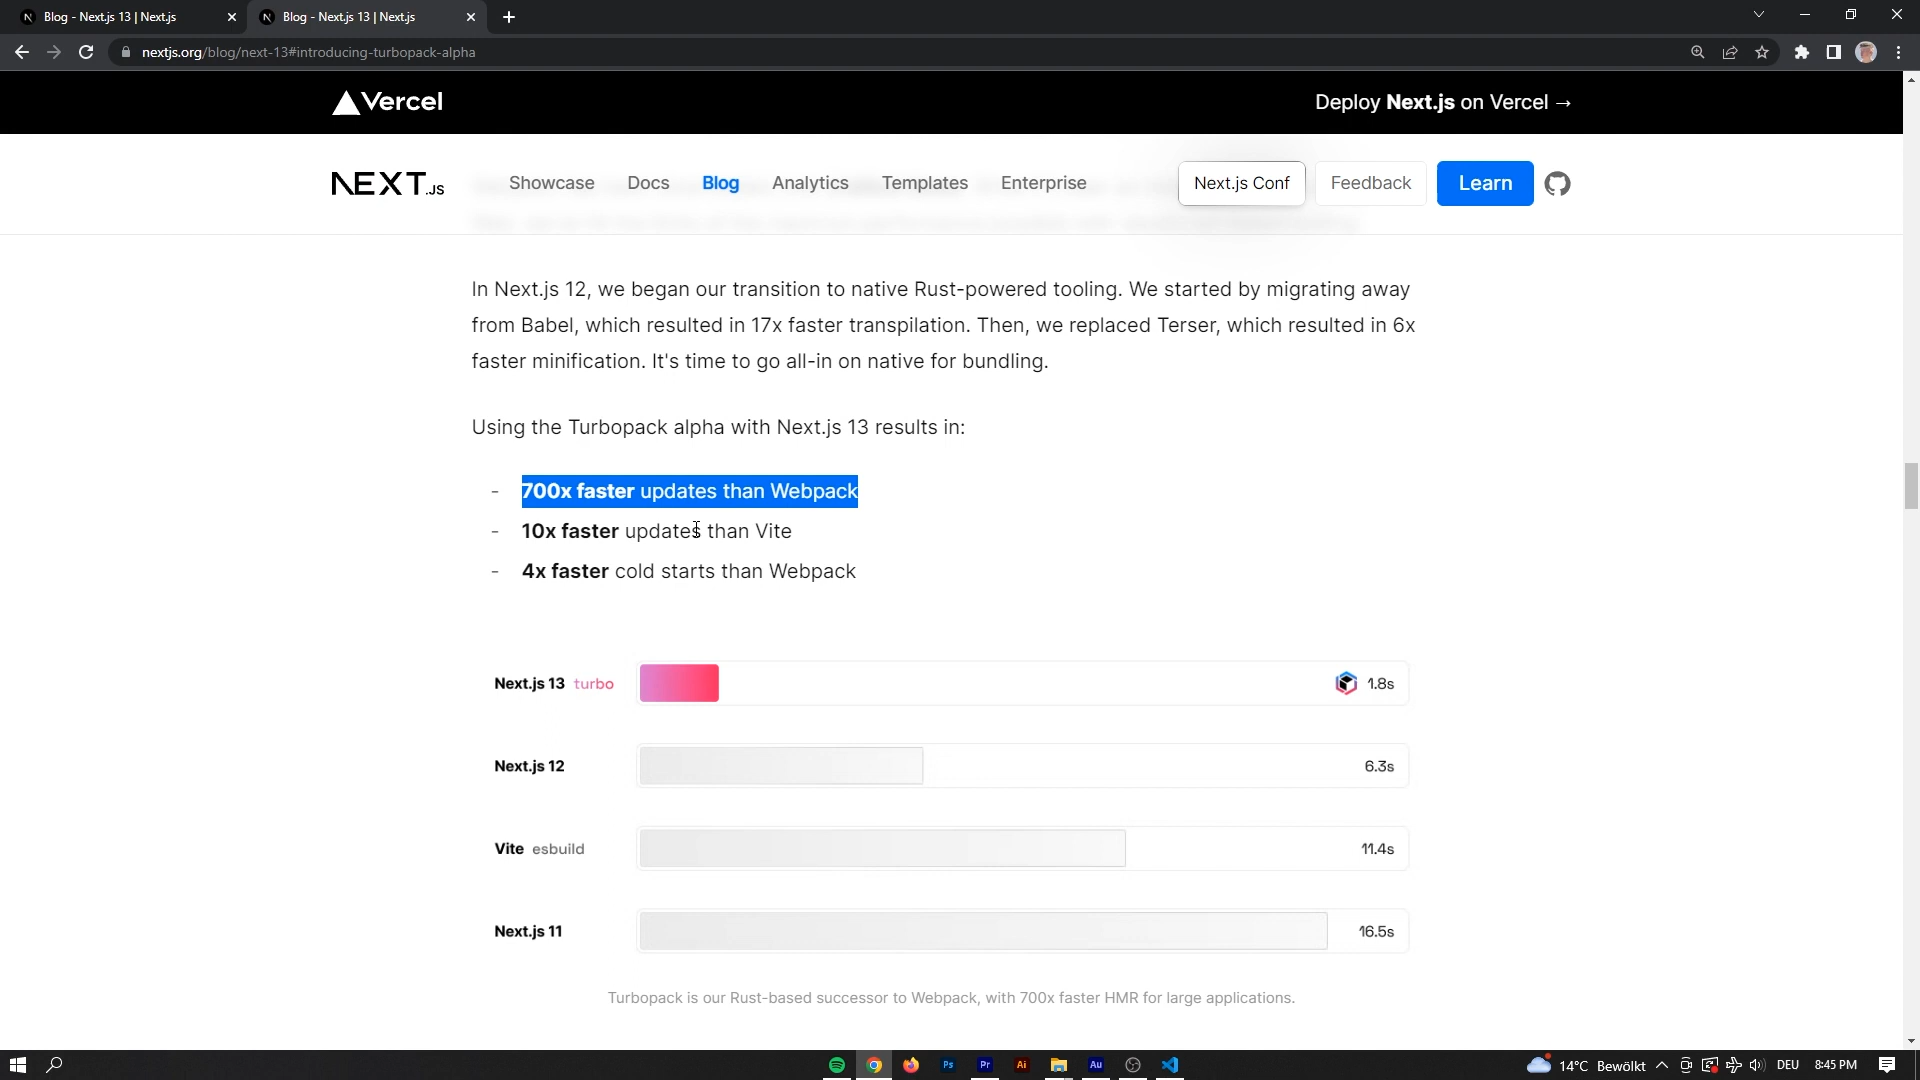 Blog - Next.js 13 | Next.js
Blog - Next.js 13 | Next.js
nextjs.org/blog/next-13#introducing-turbopack-alpha
Vercel
Deploy Next.js on Vercel →
NEXT.JS
Showcase
Docs
Blog
Analytics
Templates
Enterprise
Next.js Conf
Feedback
Learn
In Next.js 12, we began our transition to native Rust-powered tooling. We started by migrating away
from Babel, which resulted in 17x faster transpilation. Then, we replaced Terser, which resulted in 6x
faster minification. It's time to go all-in on native for bundling.
Using the Turbopack alpha with Next.js 13 results in:
- 700x faster updates than Webpack
- 10x faster updates than Vite
- 4x faster cold starts than Webpack
Next.js 13 turbo 1.8s
Next.js 12 6.3s
Vite esbuild 11.4s
Next.js 11 16.5s
Turbopack is our Rust-based successor to Webpack, with 700x faster HMR for large applications.
Ps
Pr
Ai
Au
14°C Bewölkt
DEU
8:45 PM